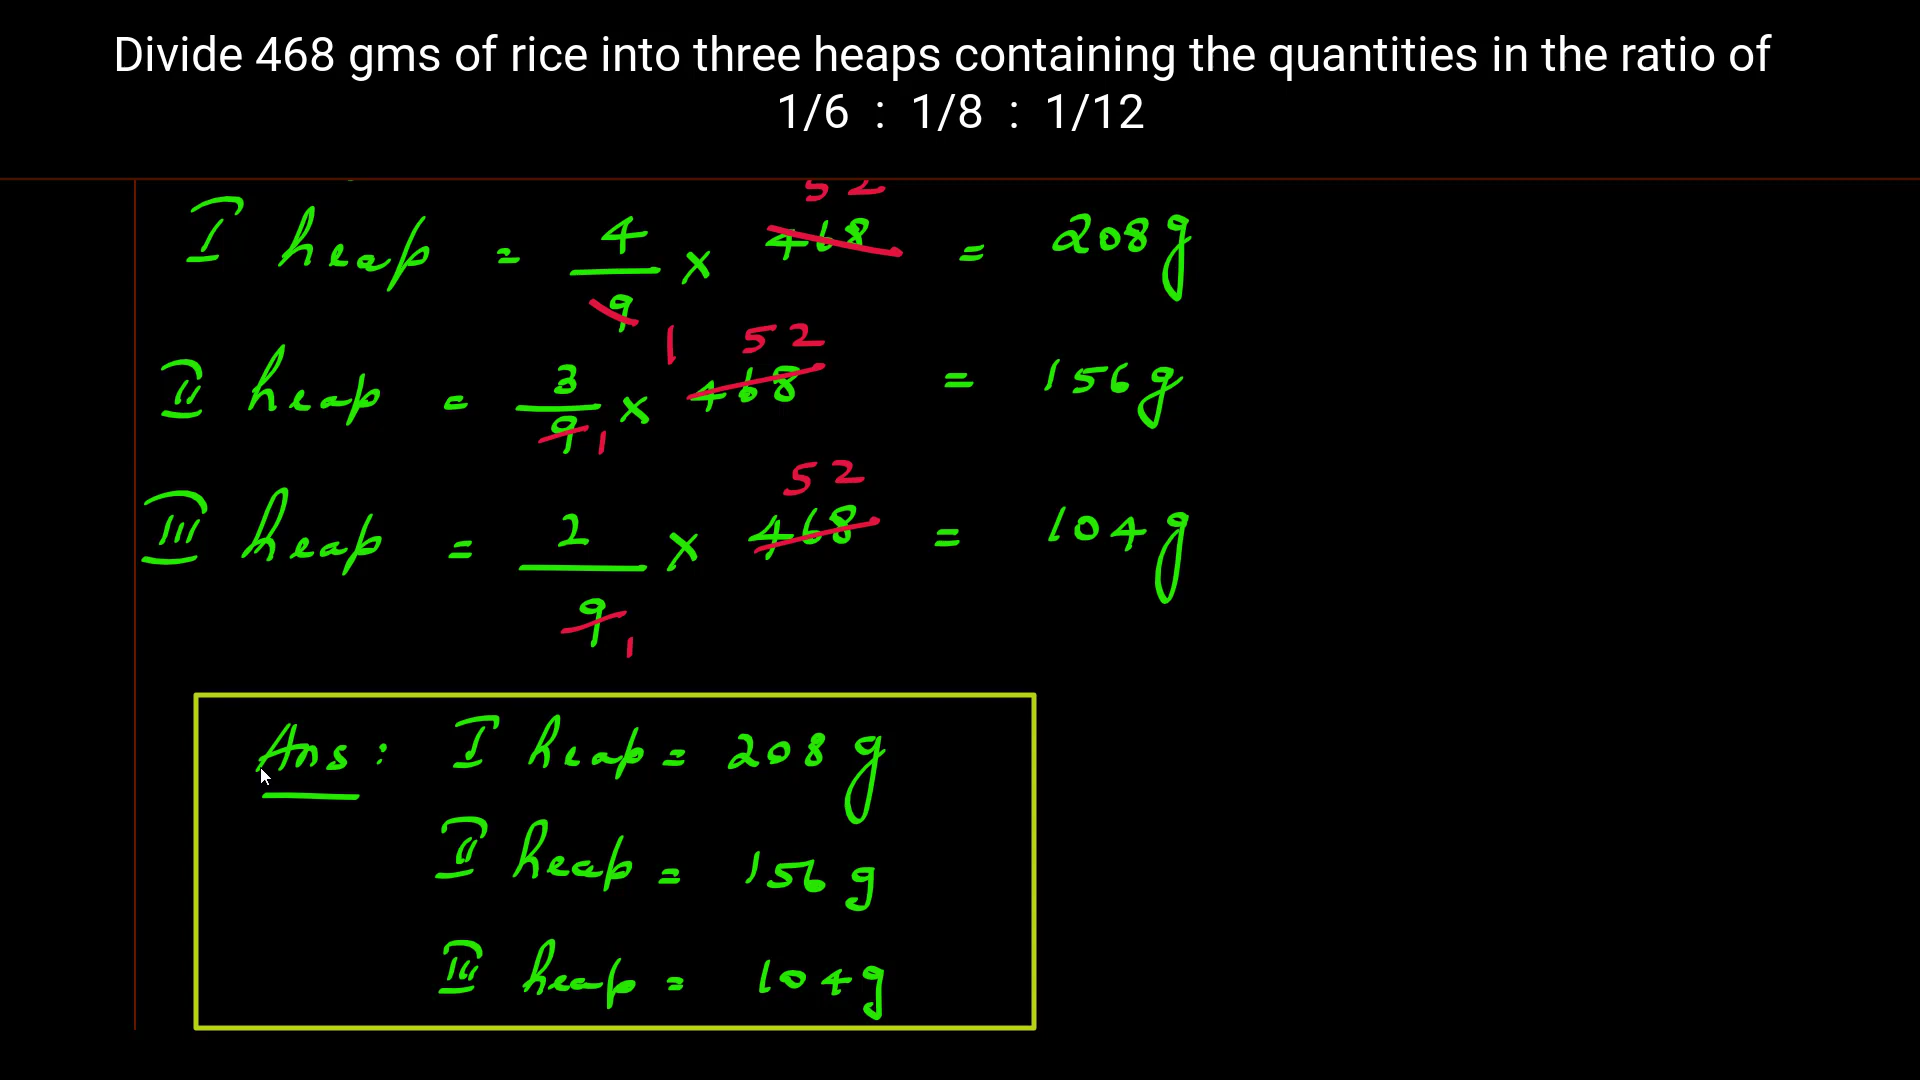 Divide 468 gms of rice into three heaps containing the quantities in the ratio of
1/6 : 1/8 : 1/12
52
I heap = 4/9 × 468 = 208g
1 52
II heap = 3/9 × 468 = 156g
1
52
III heap = 2/9 × 468 = 104g
1
Ans : I heap = 208 g
II heap = 156 g
III heap = 104g